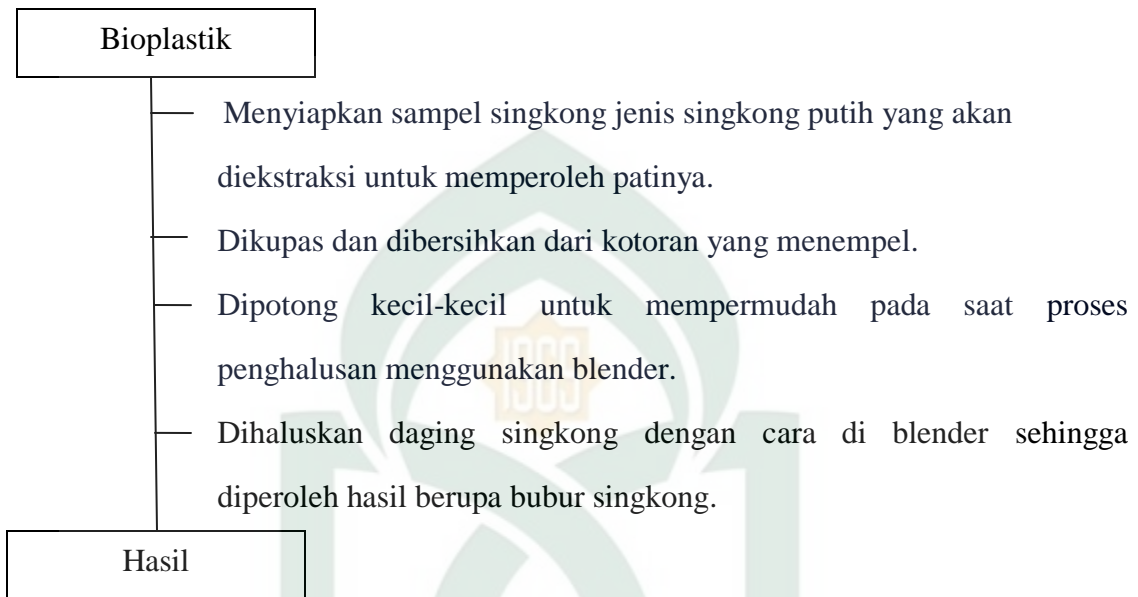 Bioplastik
Menyiapkan sampel singkong jenis singkong putih yang akan
diekstraksi untuk memperoleh patinya.
Dikupas dan dibersihkan dari kotoran yang menempel.
Dipotong kecil-kecil untuk mempermudah pada saat proses
penghalusan menggunakan blender.
1965
Dihaluskan daging singkong dengan cara di blender sehingga
diperoleh hasil berupa bubur singkong.
Hasil